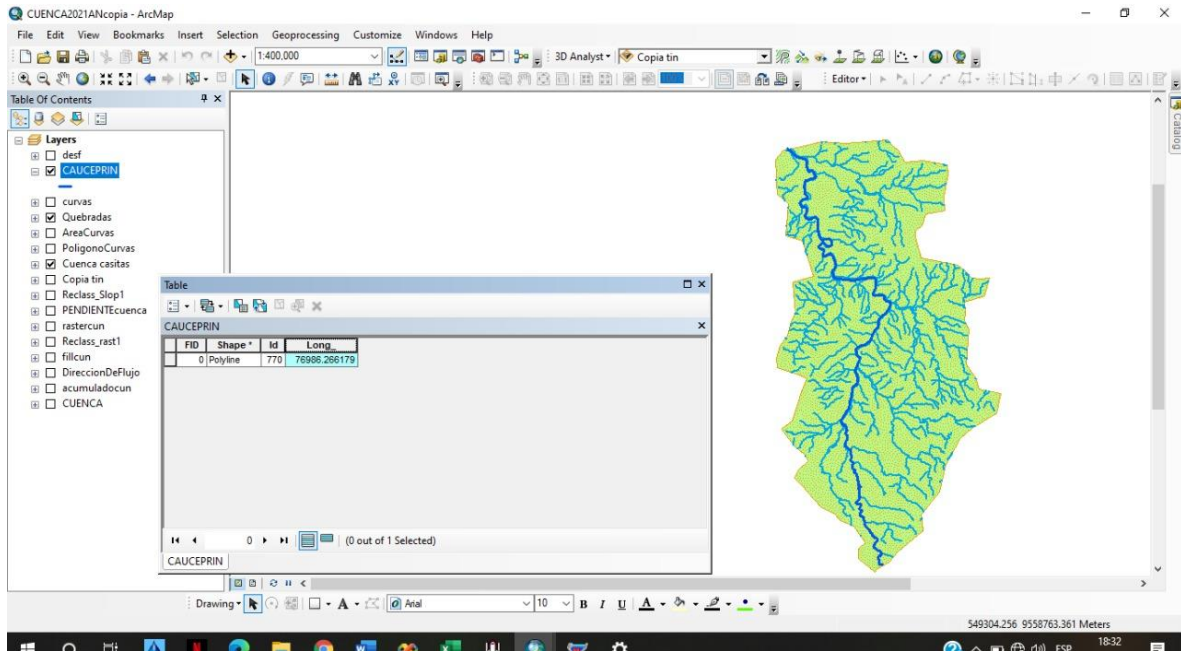 CUENCA2021ANcopia - ArcMap
File Edit View Bookmarks Insert Selection Geoprocessing Customize Windows Help
1:400,000
3D Analyst
Copia tin
Editor
Table Of Contents
Layers
desf
CAUCEPRIN
curvas
Quebradas
AreaCurvas
PoligonoCurvas
Cuenca casitas
Copia tin
Reclass_Slop1
PENDIENTEcuenca
rastercun
Reclass_rast1
fillcun
DireccionDeFlujo
acumuladocun
CUENCA
Catalog
Table
CAUCEPRIN
FID Shape * Id Long_
0 Polyline 770 76986.266179
0 (0 out of 1 Selected)
CAUCEPRIN
Drawing A Arial 10 B I U A
549304.256 9558763.361 Meters
ESP 18:32